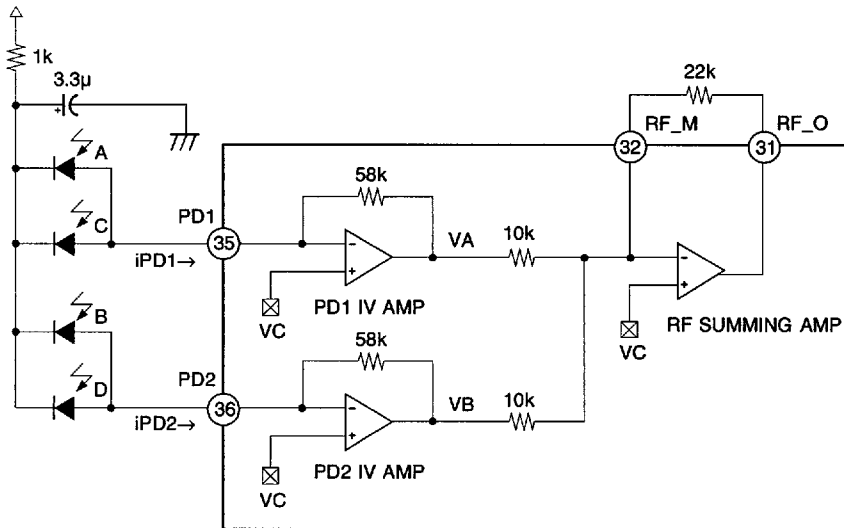 1k
3.3μ
+
22k
RF_M
RF_O
32
31
A
58k
PD1
C
35
VA
10k
iPD1→
−
+
−
+
VC
PD1 IV AMP
B
58k
VC
RF SUMMING AMP
PD2
D
36
VB
10k
iPD2→
−
+
VC
PD2 IV AMP